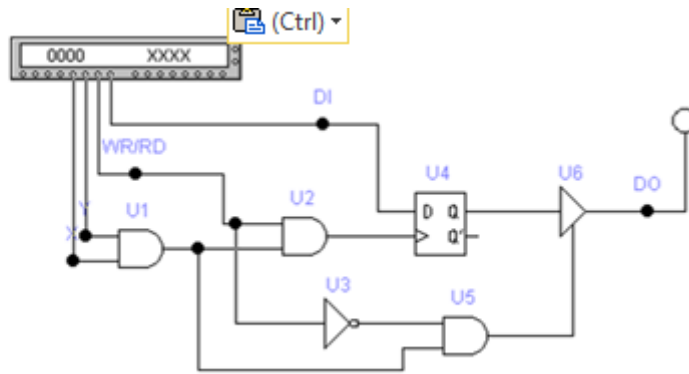 (Ctrl)
0000 XXXX
DI
WR/RD
U4
U6
U2
DO
Y
U1
D Q
X
Q'
U3
U5